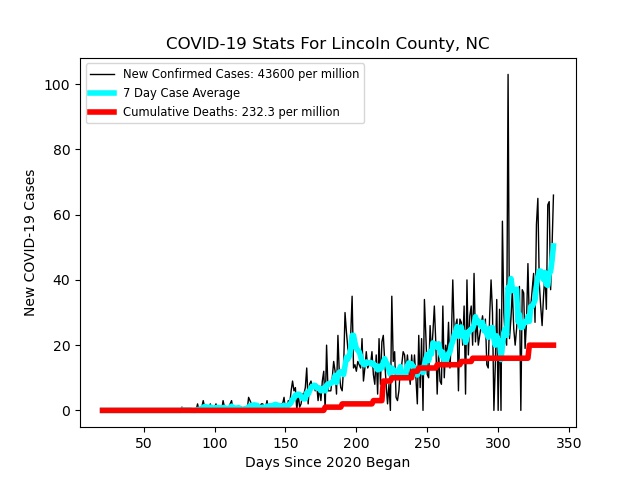 COVID-19 Stats For Lincoln County, NC
New Confirmed Cases: 43600 per million
7 Day Case Average
Cumulative Deaths: 232.3 per million
New COVID-19 Cases
100
80
60
40
20
0
50 100 150 200 250 300 350
Days Since 2020 Began